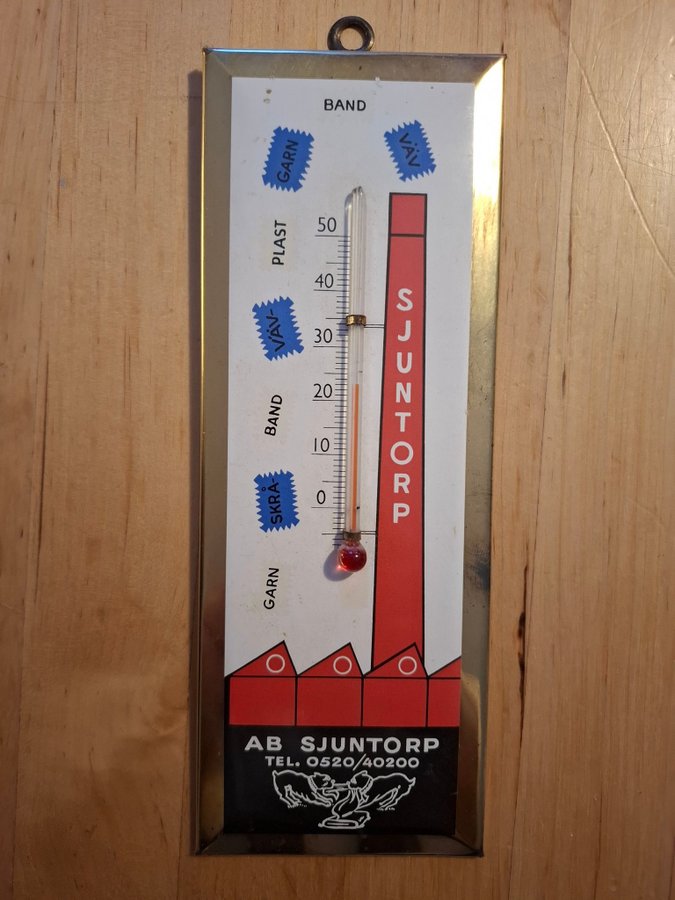 BAND
GARN
VÄV
PLAST
VÄV-
BAND
SKRÅ-
GARN
50
40
30
20
10
0
SJUNTORP
AB SJUNTORP
TEL. 0520/40200